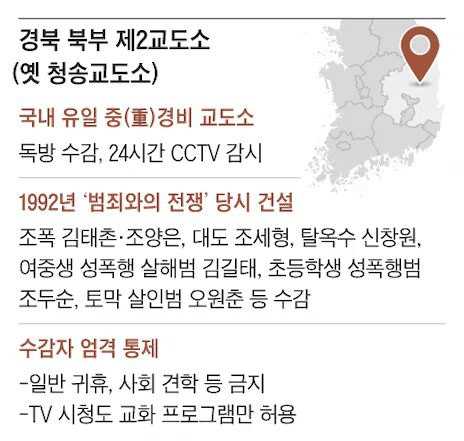 경북 북부 제2교도소
(옛 청송교도소)
국내 유일 중(重)경비 교도소
독방 수감, 24시간 CCTV 감시
1992년 ‘범죄와의 전쟁’ 당시 건설
조폭 김태촌·조양은, 대도 조세형, 탈옥수 신창원,
여중생 성폭행 살해범 김길태, 초등학생 성폭행범
조두순, 토막 살인범 오원춘 등 수감
수감자 엄격 통제
-일반 귀휴, 사회 견학 등 금지
-TV 시청도 교화 프로그램만 허용